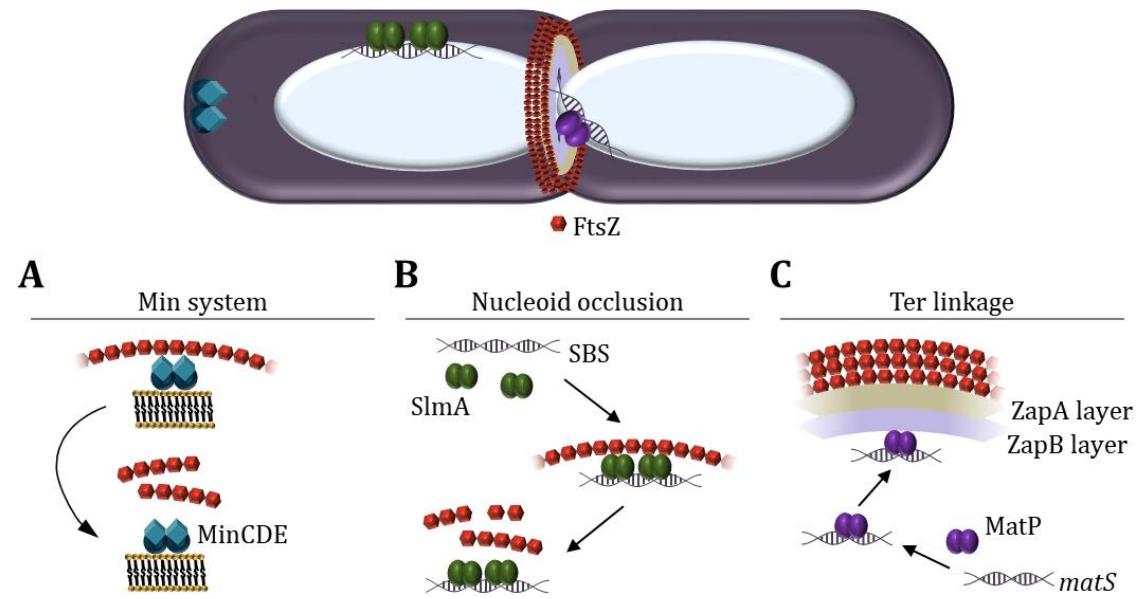 FtsZ
A
Min system
MinCDE
B
Nucleoid occlusion
SBS
SlmA
C
Ter linkage
ZapA layer
ZapB layer
MatP
matS